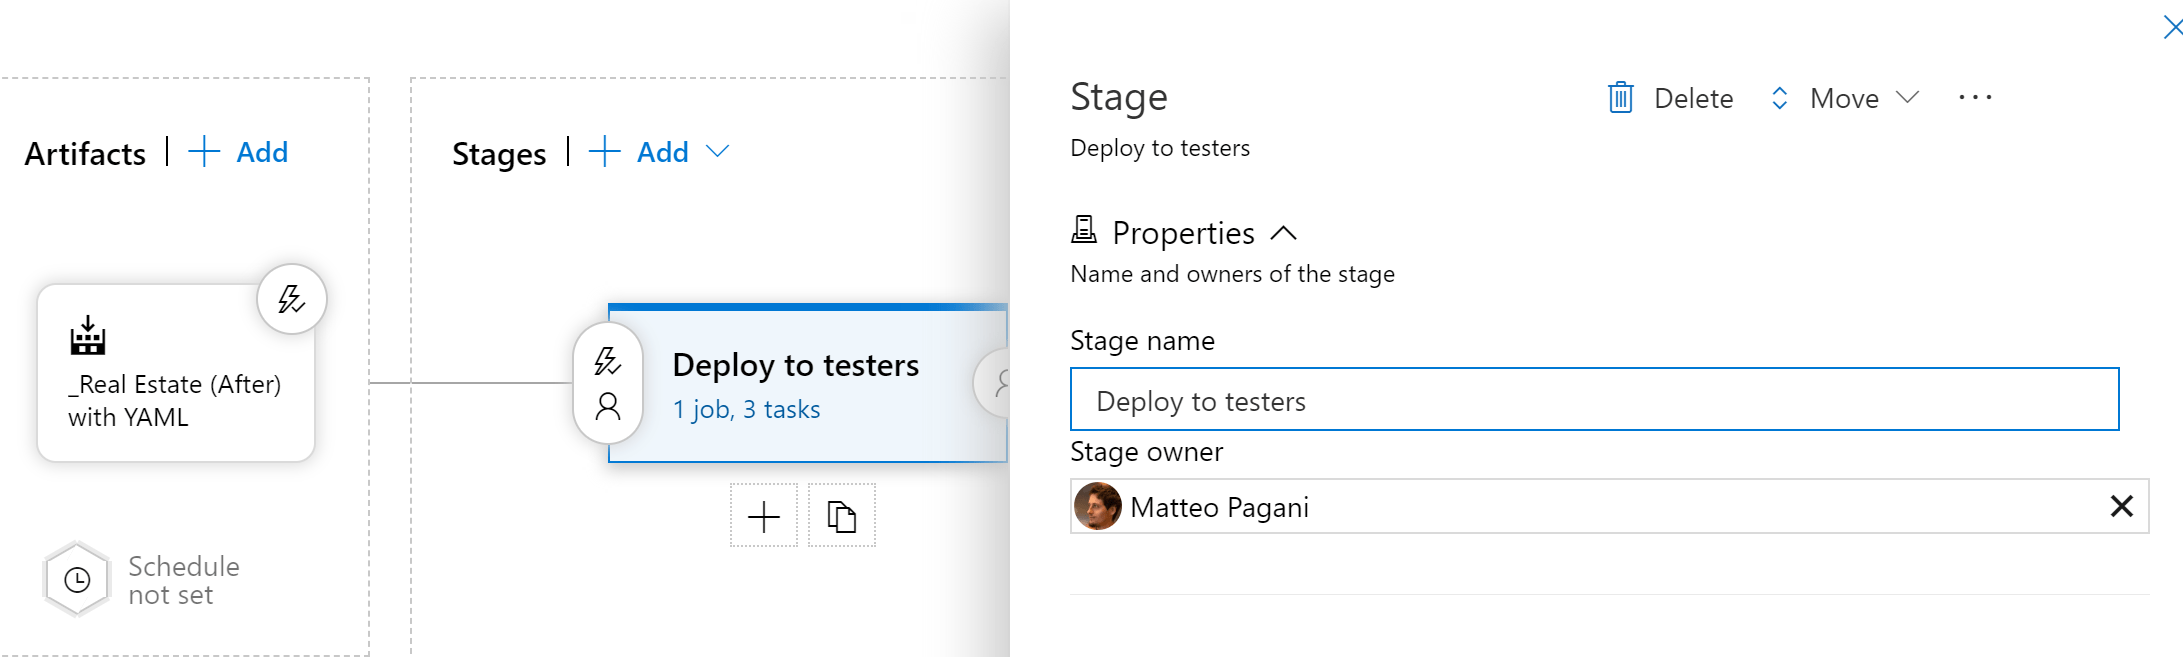 Artifacts | + Add
_Real Estate (After)
with YAML
Schedule
not set
Stages | + Add
Deploy to testers
1 job, 3 tasks
Stage
Delete
Move
...
Deploy to testers
Properties
Name and owners of the stage
Stage name
Deploy to testers
Stage owner
Matteo Pagani